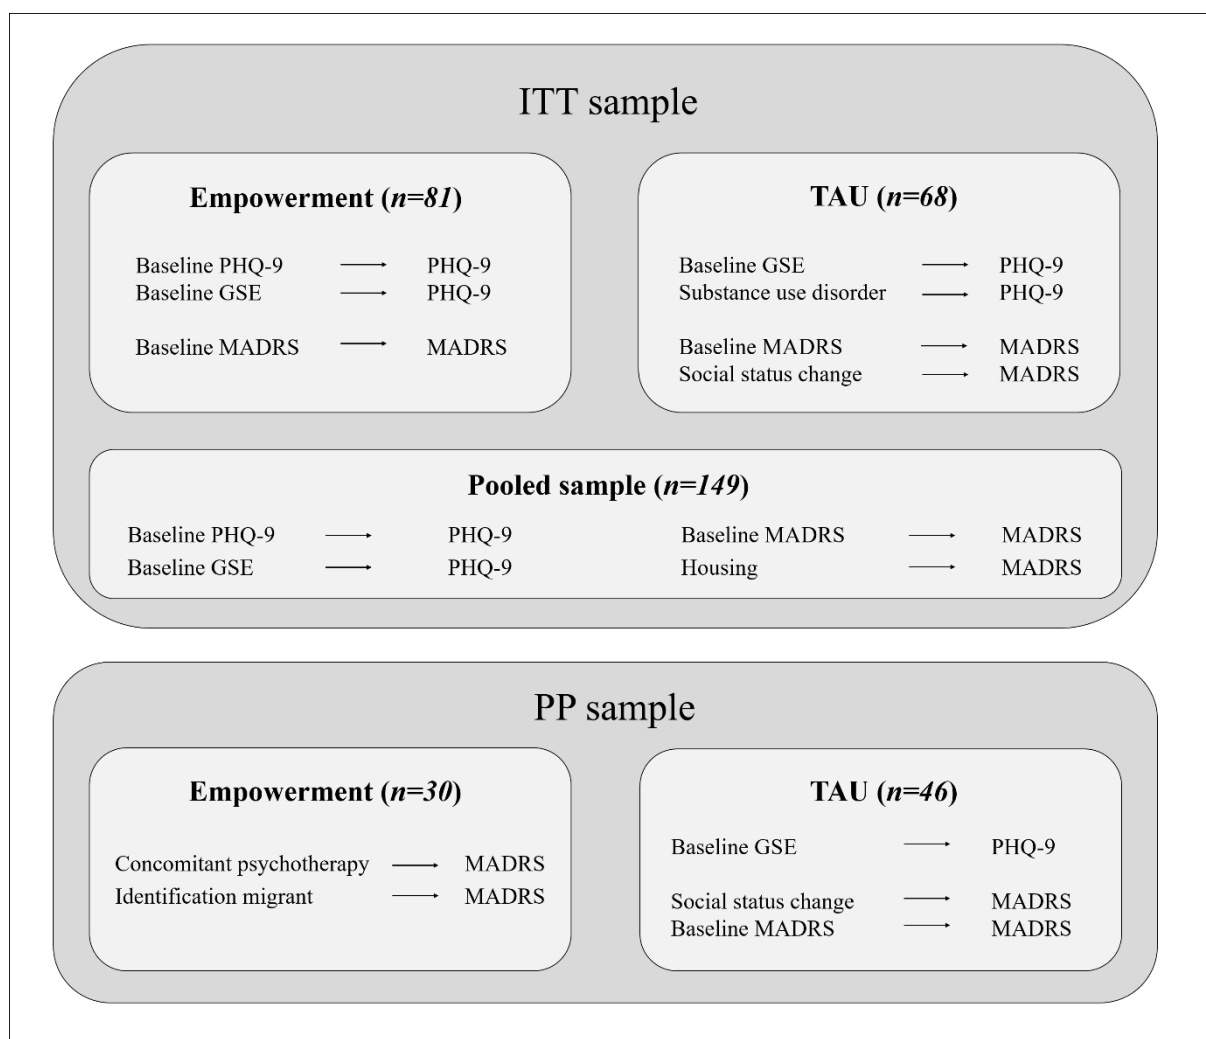 ITT sample
Empowerment (n=81)
Baseline PHQ-9 → PHQ-9
Baseline GSE → PHQ-9
Baseline MADRS → MADRS
TAU (n=68)
Baseline GSE → PHQ-9
Substance use disorder → PHQ-9
Baseline MADRS → MADRS
Social status change → MADRS
Pooled sample (n=149)
Baseline PHQ-9 → PHQ-9
Baseline GSE → PHQ-9
Baseline MADRS → MADRS
Housing → MADRS
PP sample
Empowerment (n=30)
Concomitant psychotherapy → MADRS
Identification migrant → MADRS
TAU (n=46)
Baseline GSE → PHQ-9
Social status change → MADRS
Baseline MADRS → MADRS